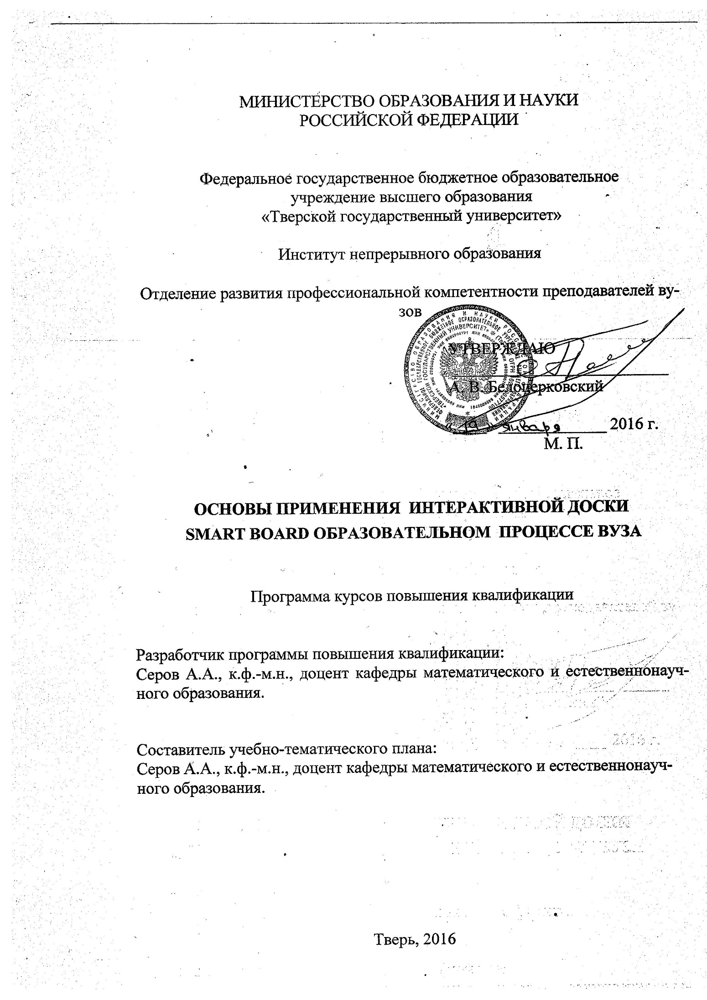 МИНИСТЕРСТВО ОБРАЗОВАНИЯ И НАУКИ
РОССИЙСКОЙ ФЕДЕРАЦИИ
Федеральное государственное бюджетное образовательное
учреждение высшего образования
«Тверской государственный университет»
Институт непрерывного образования
Отделение развития профессиональной компетентности преподавателей ву-
зов
УТВЕРЖДАЮ
А. В. Белоцерковский
"19" января 2016 г.
М. П.
ОСНОВЫ ПРИМЕНЕНИЯ ИНТЕРАКТИВНОЙ ДОСКИ
SMART BOARD ОБРАЗОВАТЕЛЬНОМ ПРОЦЕССЕ ВУЗА
Программа курсов повышения квалификации
Разработчик программы повышения квалификации:
Серов А.А., к.ф.-м.н., доцент кафедры математического и естественнонауч-
ного образования.
Составитель учебно-тематического плана:
Серов А.А., к.ф.-м.н., доцент кафедры математического и естественнонауч-
ного образования.
Тверь, 2016